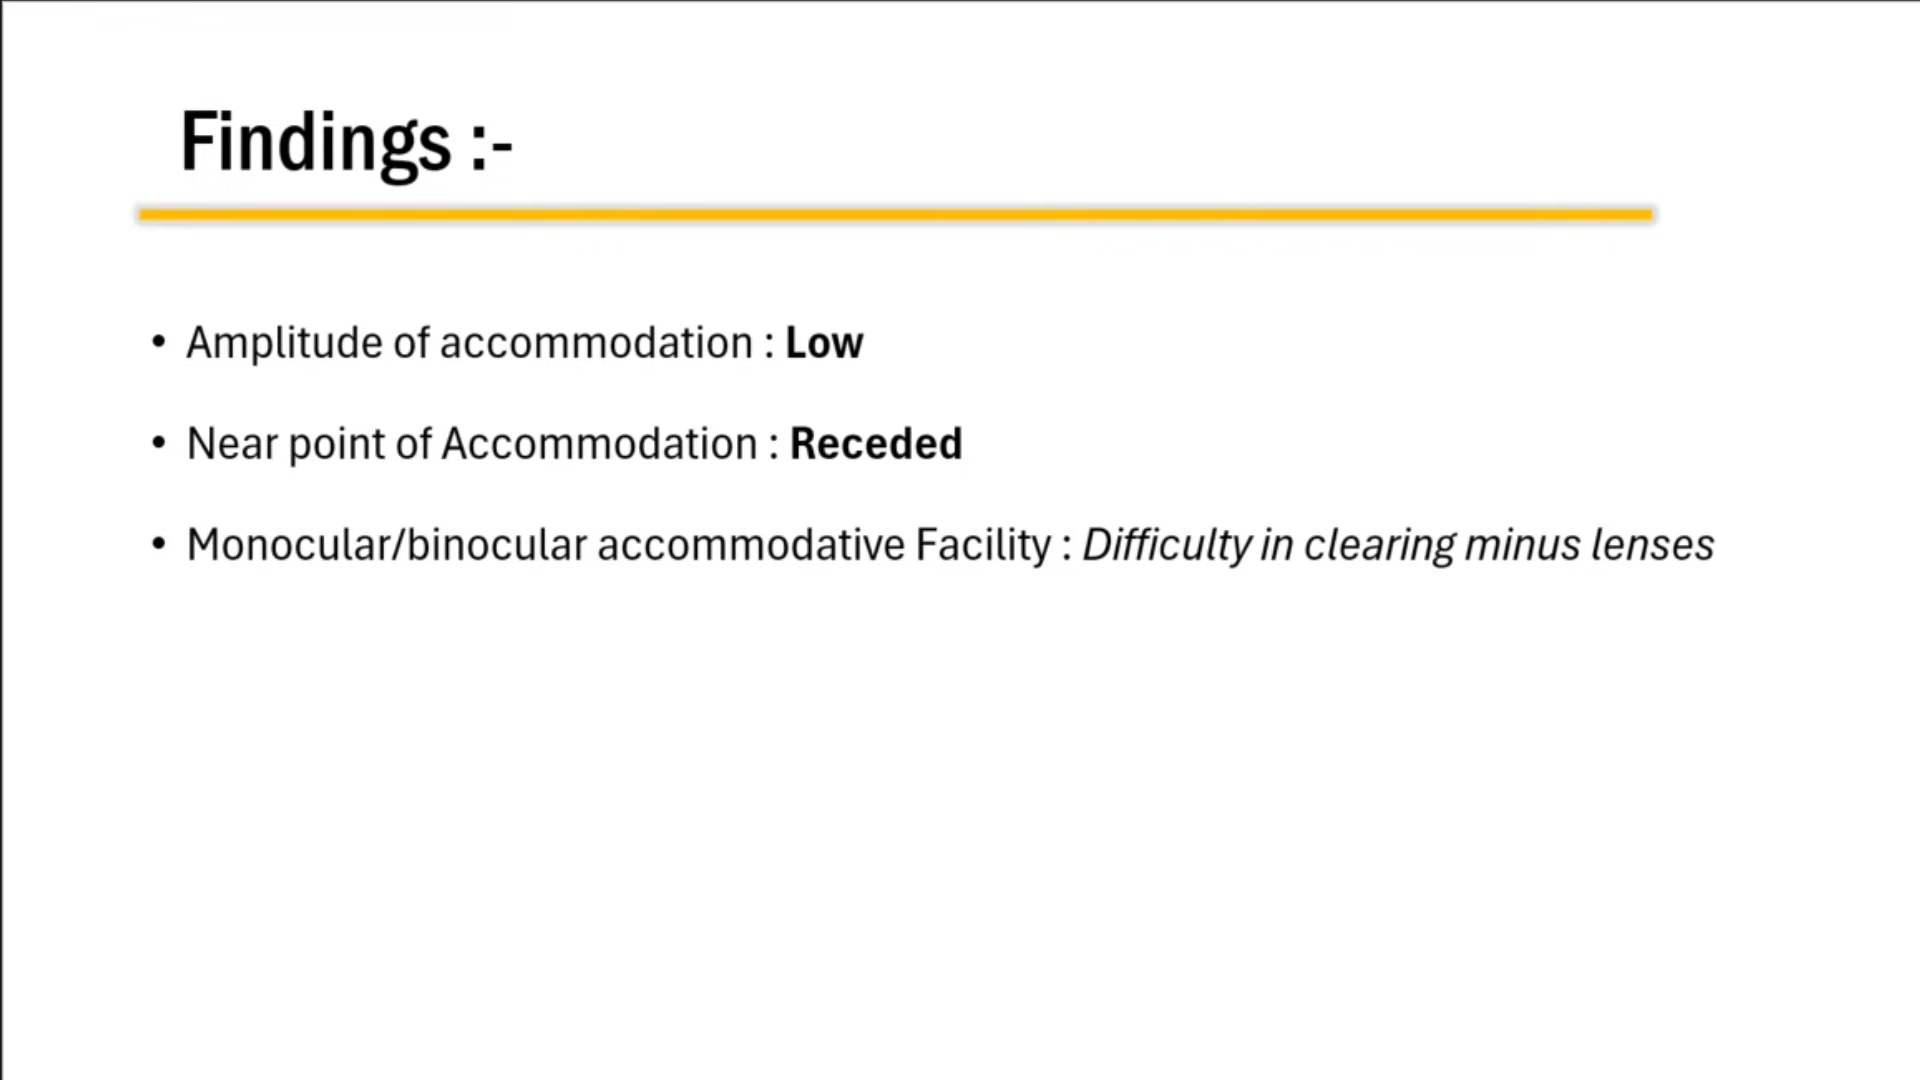 Findings :-
• Amplitude of accommodation : Low
• Near point of Accommodation : Receded
• Monocular/binocular accommodative Facility : Difficulty in clearing minus lenses